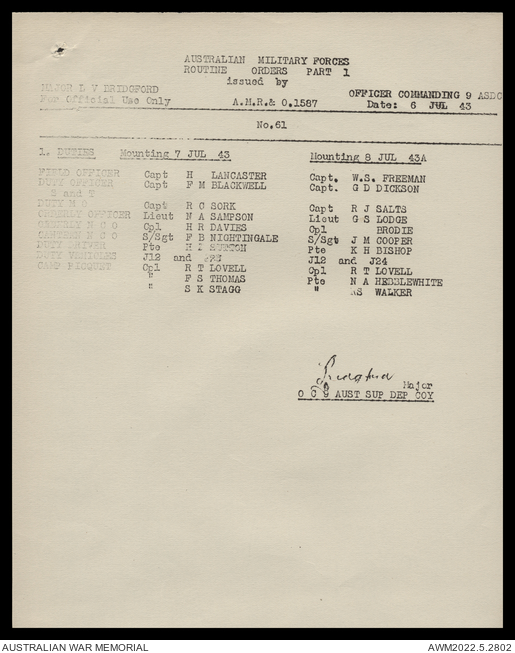 AUSTRALIAN MILITARY FORCES
ROUTINE ORDERS PART 1
issued by
MAJOR L V BRIDGFORD OFFICER COMMANDING 9 ASDC
For Official Use Only A.M.R.& O.1587 Date: 6 JUL 43
No.61
1. DUTIES Mounting 7 JUL 43 Mounting 8 JUL 43A
FIELD OFFICER Capt H LANCASTER Capt. W.S. FREEMAN
DUTY OFFICER Capt F M BLACKWELL Capt. G D DICKSON
S and T
DUTY M O Capt R C SORK Capt R J SALTS
ORDERLY OFFICER Lieut N A SAMPSON Lieut G S LODGE
ORDERLY N C O Cpl H R DAVIES Cpl BRODIE
CANTEEN N C O S/Sgt F B NIGHTINGALE S/Sgt J M COOPER
DUTY DRIVER Pte H SUTTON Pte K H BISHOP
DUTY VEHICLES J12 and J12 and J24
CAMP PICQUET Cpl R T LOVELL Cpl R T LOVELL
" F S THOMAS Pte N A HEBBLEWHITE
" S K STAGG " S WALKER
Bridgford Major
O C 9 AUST SUP DEP COY
AUSTRALIAN WAR MEMORIAL AWM2022.5.2802